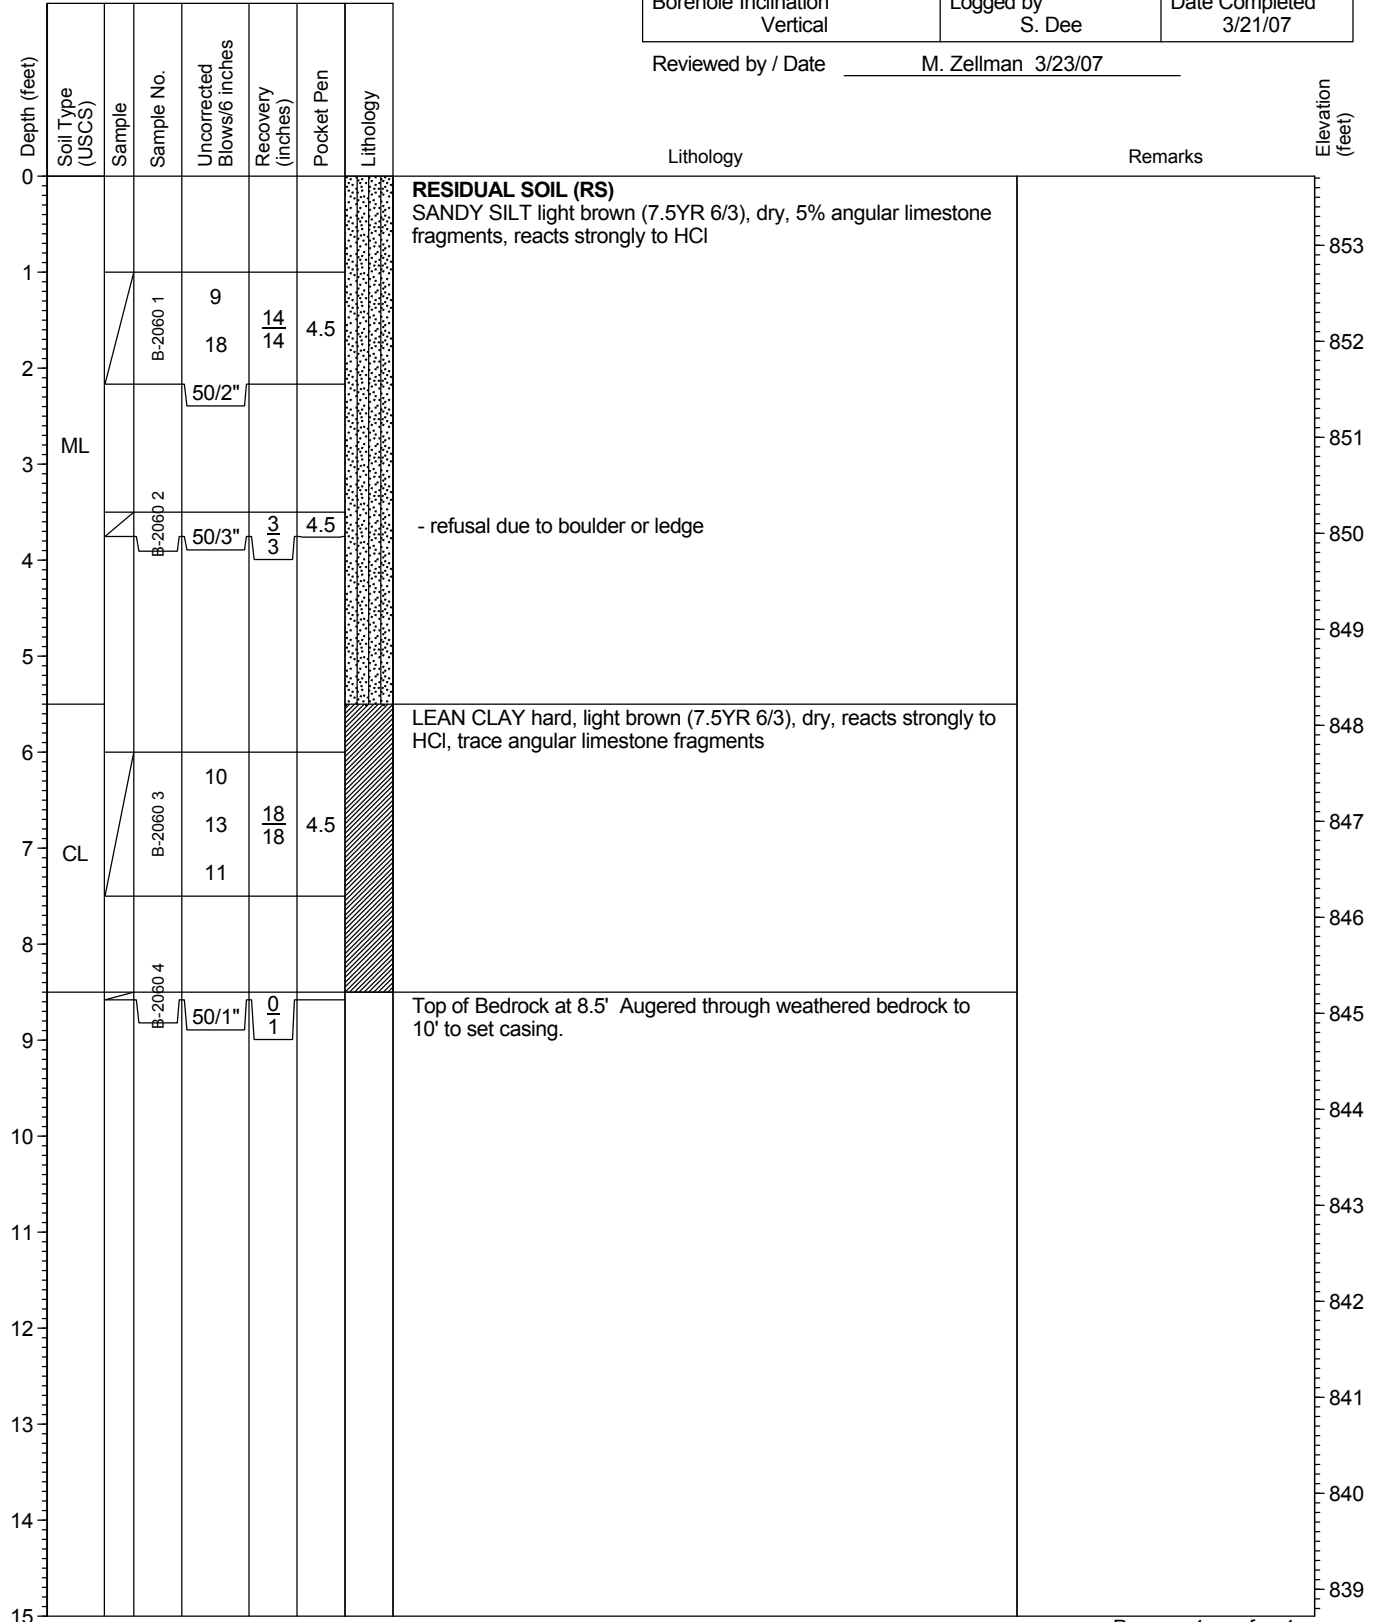 Borehole Inclination
Vertical
Logged by
S. Dee
Date Completed
3/21/07
Reviewed by / Date M. Zellman 3/23/07
Depth (feet)
Soil Type
(USCS)
Sample
Sample No.
Uncorrected
Blows/6 inches
Recovery
(inches)
Pocket Pen
Lithology
Lithology
Remarks
Elevation
(feet)
0
RESIDUAL SOIL (RS)
SANDY SILT light brown (7.5YR 6/3), dry, 5% angular limestone
fragments, reacts strongly to HCl
853
1
B-2060 1
9
18
50/2"
14
14
4.5
852
2
851
ML
3
B-2060 2
50/3"
3
3
4.5
- refusal due to boulder or ledge
850
4
849
5
LEAN CLAY hard, light brown (7.5YR 6/3), dry, reacts strongly to
HCl, trace angular limestone fragments
848
6
B-2060 3
10
13
11
18
18
4.5
847
7
CL
846
8
B-2060 4
50/1"
0
1
Top of Bedrock at 8.5' Augered through weathered bedrock to
10' to set casing.
845
9
844
10
843
11
842
12
841
13
840
14
839
15